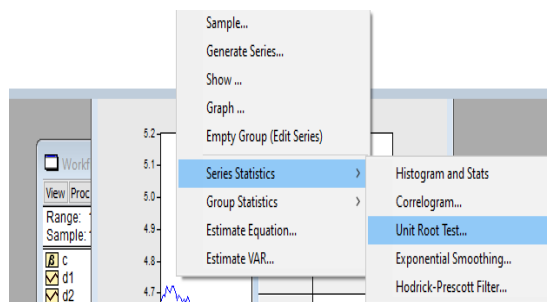 Sample...
Generate Series...
Show ...
Graph ...
Empty Group (Edit Series)
Series Statistics >
Group Statistics >
Estimate Equation...
Estimate VAR...
Histogram and Stats
Correlogram...
Unit Root Test...
Exponential Smoothing...
Hodrick-Prescott Filter...
View Proc
Range:
Sample:
β c
d1
d2
5.2
5.1
5.0
4.9
4.8
4.7